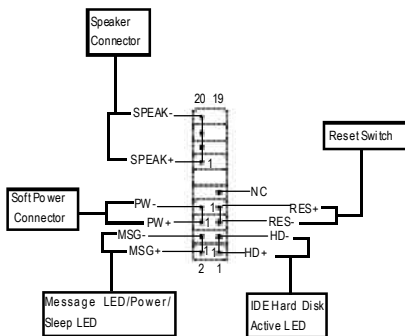 Speaker
Connector
20 19
SPEAK-
SPEAK+
1
Reset Switch
NC
Soft Power
Connector
PW-
1
RES+
PW+
1
RES-
MSG-
HD-
MSG+
1
1
HD+
2 1
Message LED/Power/
Sleep LED
IDE Hard Disk
Active LED